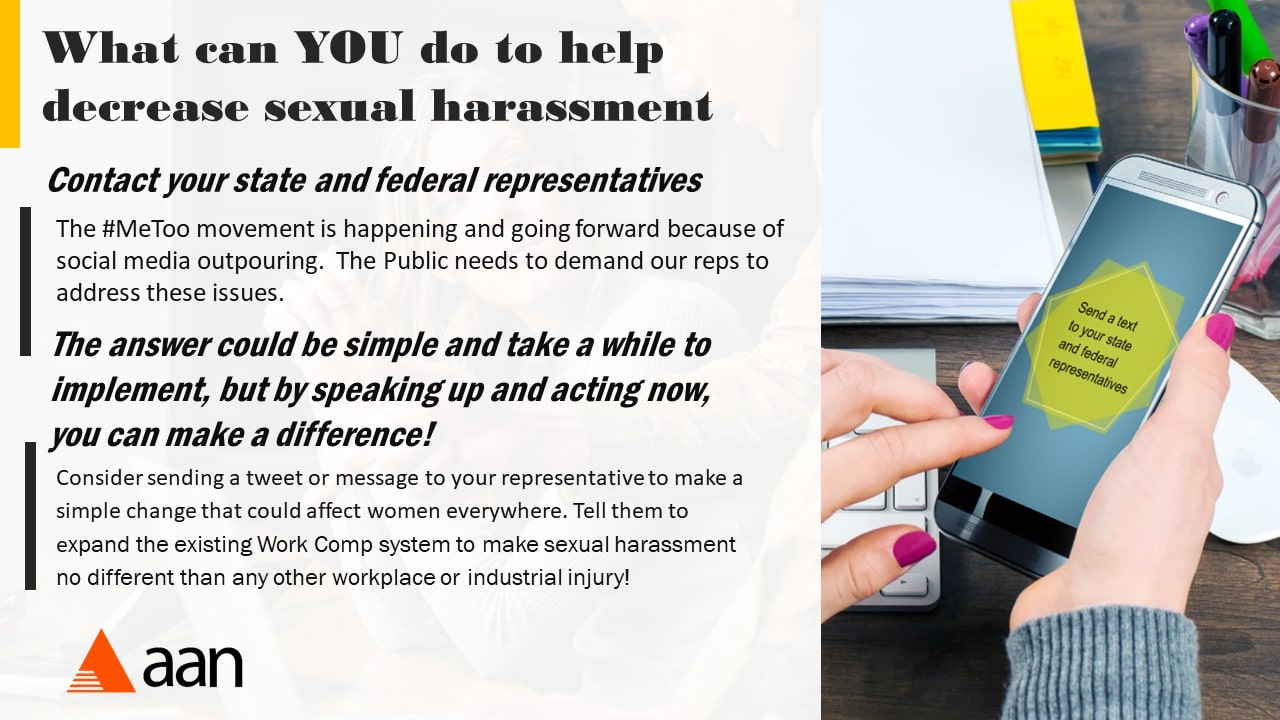 What can YOU do to help
decrease sexual harassment
Contact your state and federal representatives
The #MeToo movement is happening and going forward because of
social media outpouring.  The Public needs to demand our reps to
address these issues.
The answer could be simple and take a while to
implement, but by speaking up and acting now,
you can make a difference!
Consider sending a tweet or message to your representative to make a
simple change that could affect women everywhere. Tell them to
expand the existing Work Comp system to make sexual harassment
no different than any other workplace or industrial injury!
aan
Send a text
to your state
and federal
representatives